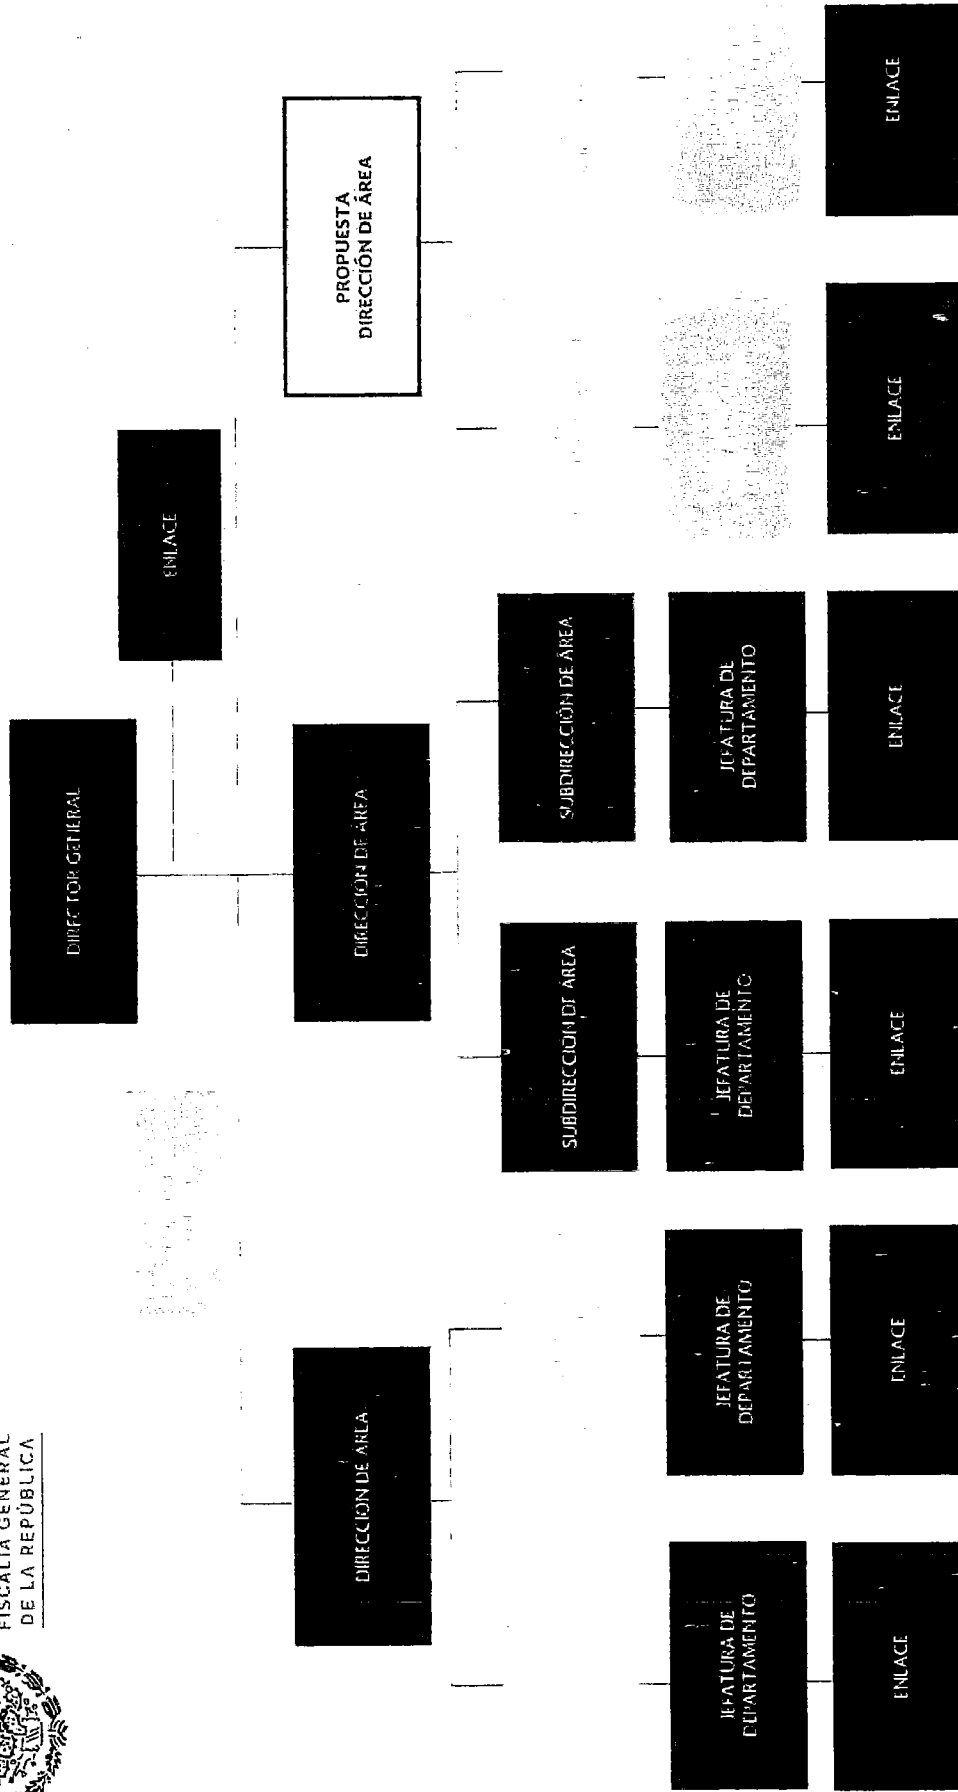 FISCALÍA GENERAL
DE LA REPÚBLICA
DIRECTOR GENERAL
ENLACE
DIRECCIÓN DE ÁREA
DIRECCIÓN DE ÁREA
PROPUESTA
DIRECCIÓN DE ÁREA
SUBDIRECCIÓN DE ÁREA
SUBDIRECCIÓN DE ÁREA
JEFATURA DE
DEPARTAMENTO
JEFATURA DE
DEPARTAMENTO
JEFATURA DE
DEPARTAMENTO
JEFATURA DE
DEPARTAMENTO
ENLACE
ENLACE
ENLACE
ENLACE
ENLACE
ENLACE